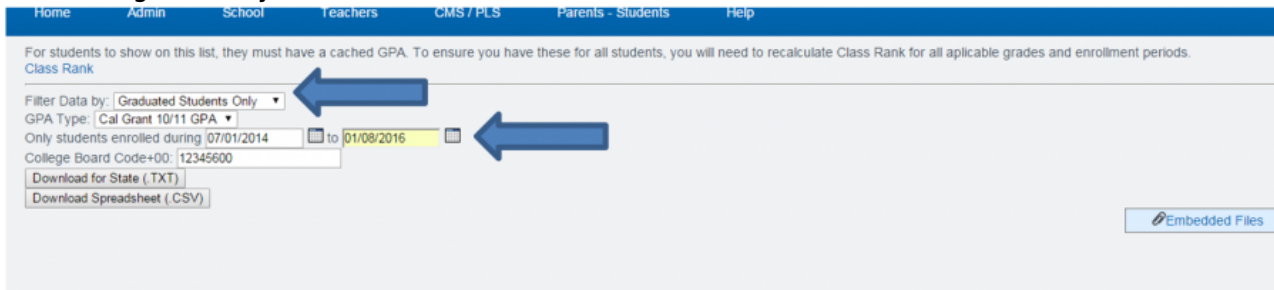 Home Admin School Teachers CMS / PLS Parents - Students Help
For students to show on this list, they must have a cached GPA. To ensure you have these for all students, you will need to recalculate Class Rank for all aplicable grades and enrollment periods.
Class Rank
Filter Data by: Graduated Students Only
GPA Type: Cal Grant 10/11 GPA
Only students enrolled during 07/01/2014 to 01/08/2016
College Board Code+00: 12345600
Download for State (.TXT)
Download Spreadsheet (.CSV)
Embedded Files